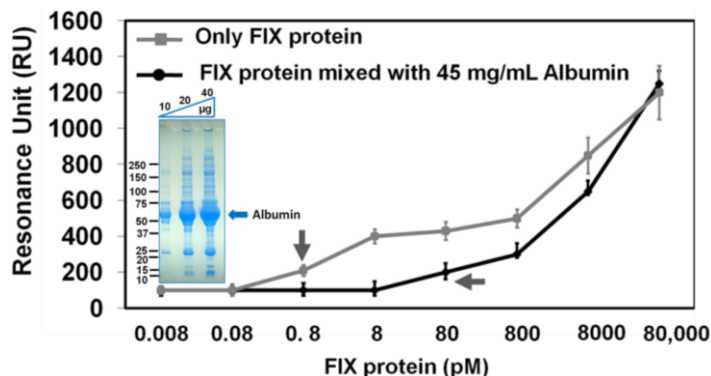 Resonance Unit (RU)
1600
1400
1200
1000
800
600
400
200
0
Only FIX protein
FIX protein mixed with 45 mg/mL Albumin
10 20 40
µg
250
150
100
75
50
37
25
20
15
10
Albumin
0.008 0.08 0. 8 8 80 800 8000 80,000
FIX protein (pM)